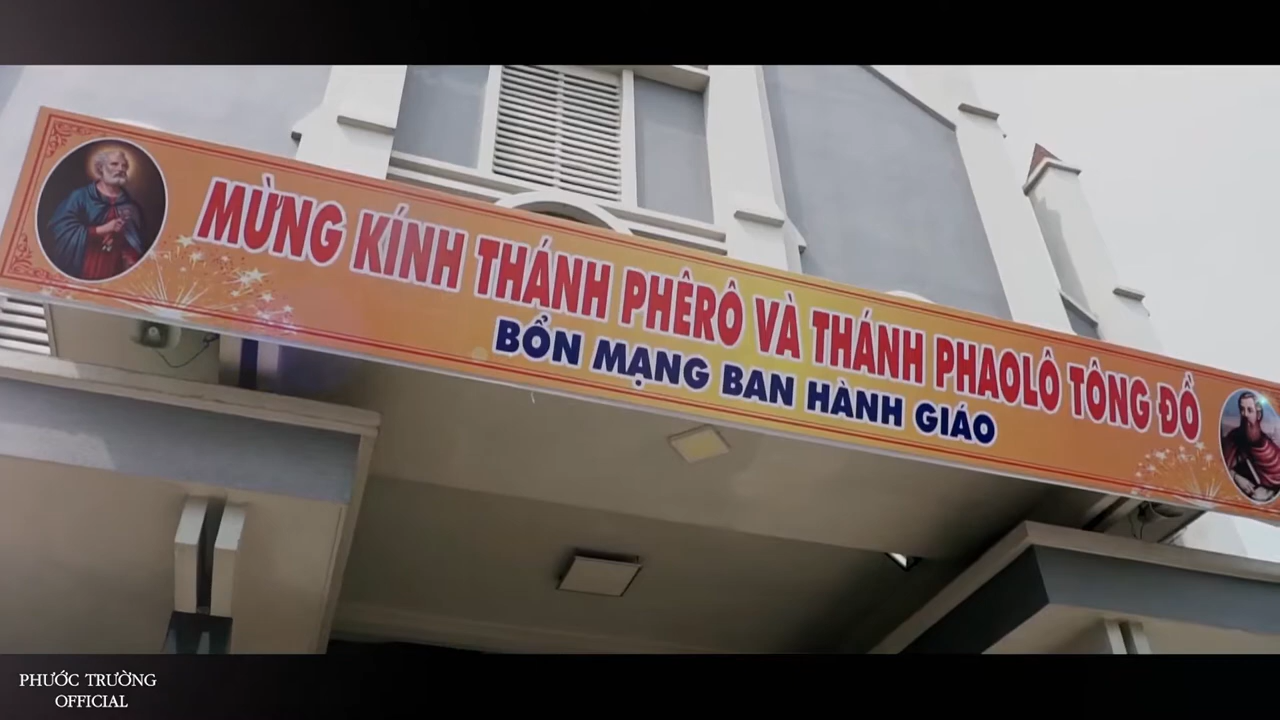 MỪNG KÍNH THÁNH PHÊRÔ VÀ THÁNH PHAOLÔ TÔNG ĐỒ
BỔN MẠNG BAN HÀNH GIÁO
PHƯỚC TRƯỜNG
OFFICIAL